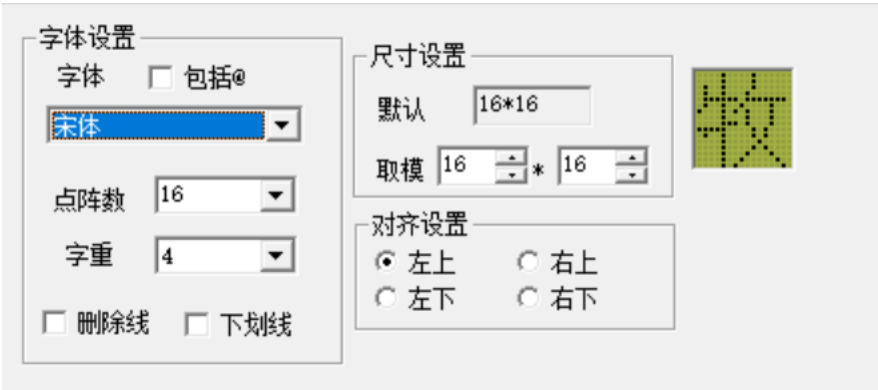 字体设置
字体 包括@
宋体
点阵数 16
字重 4
删除线 下划线
尺寸设置
默认 16*16
取模 16 * 16
对齐设置
左上 右上
左下 右下
牧